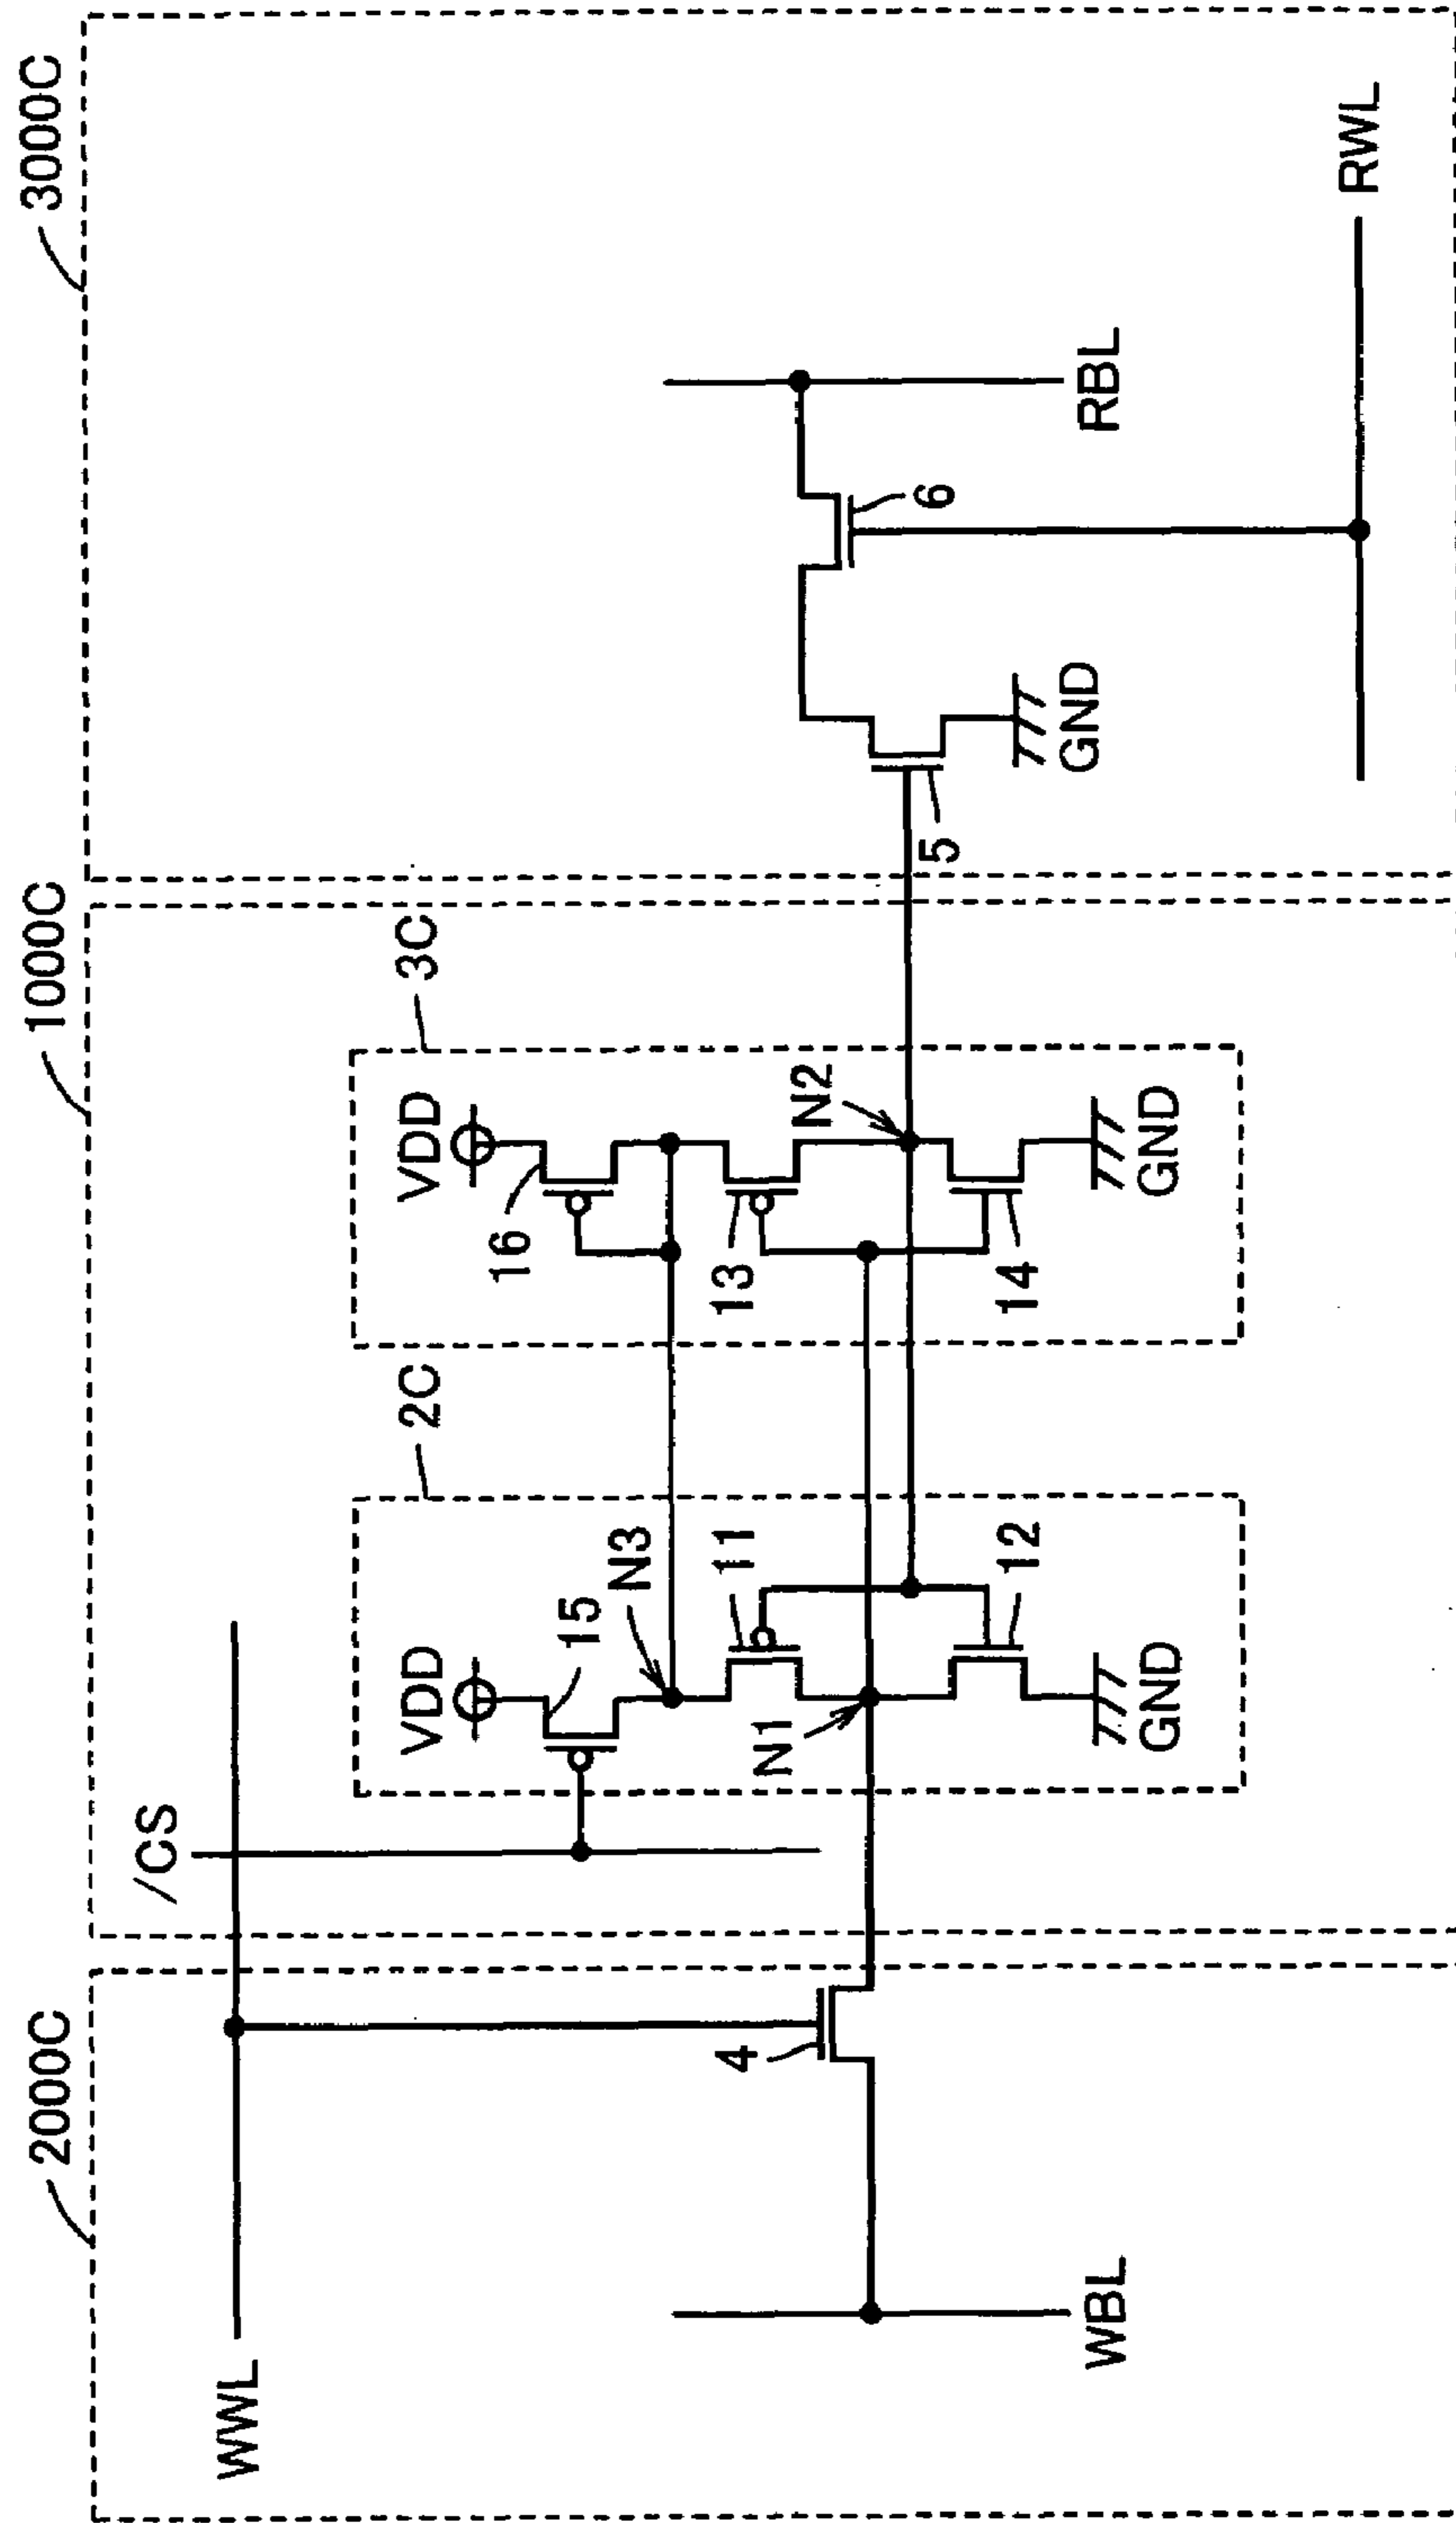 2000C
1000C
3000C
WWL
/CS
2C
3C
VDD
VDD
15
16
N3
11
13
N1
N2
12
14
GND
GND
4
WBL
5
GND
6
RBL
RWL